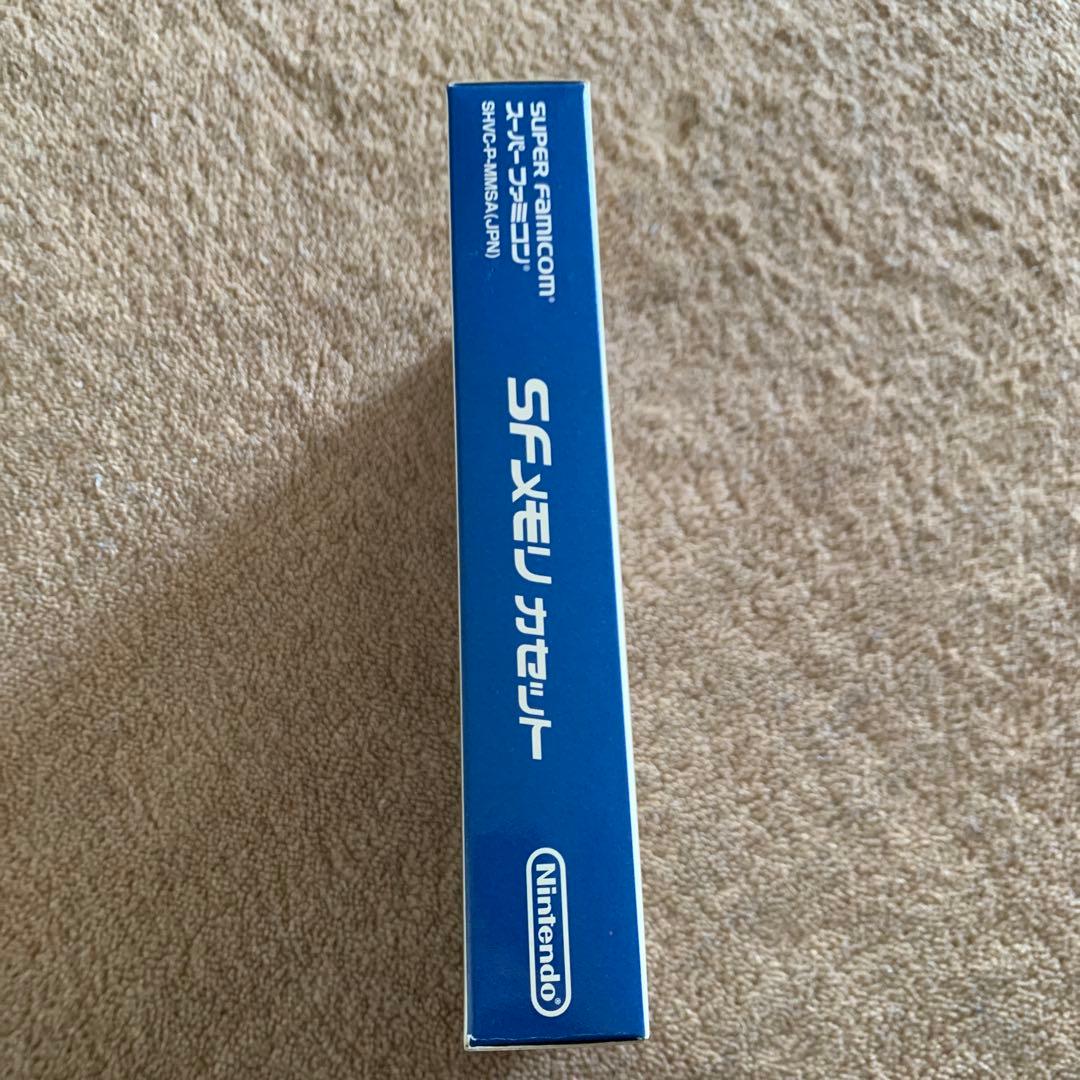 SUPER Famicom®
スーパーファミコン®
SHVC-P-MMSA(JPN)
SFメモリカセット
Nintendo®